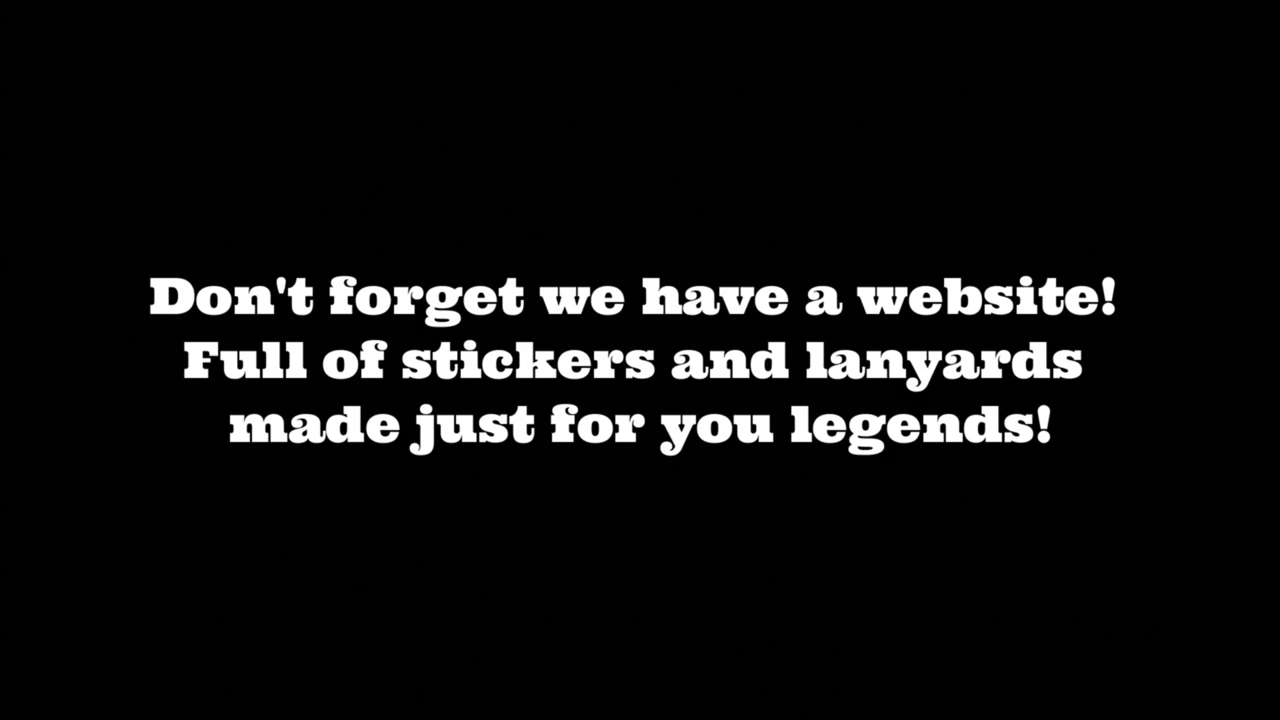 Don't forget we have a website!
Full of stickers and lanyards
made just for you legends!